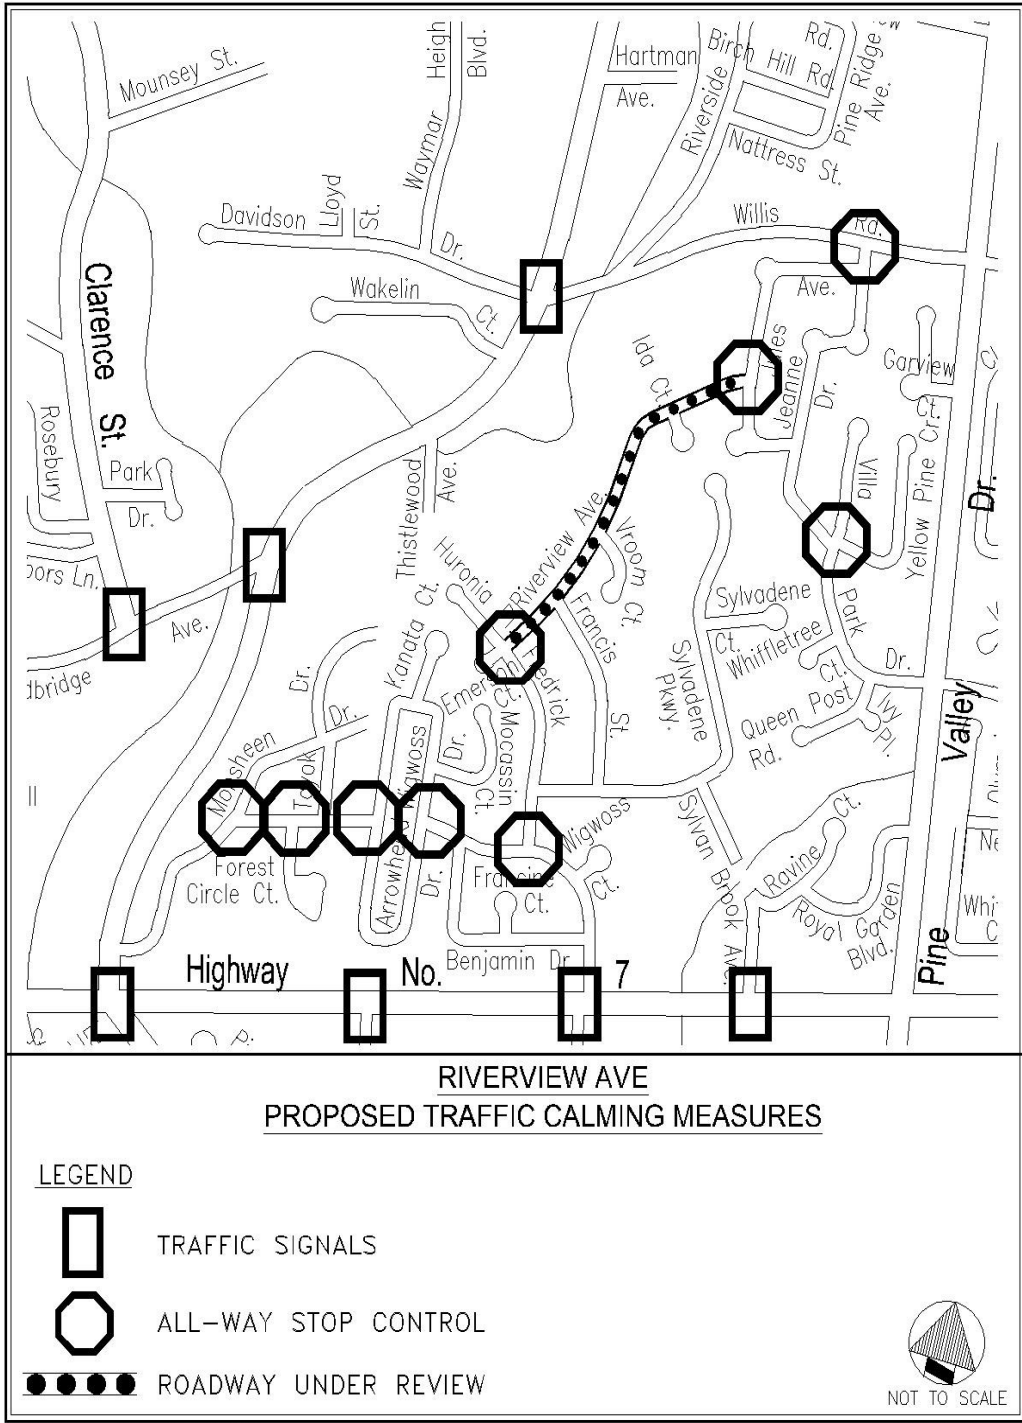 Mounsey St.
Heigh
Blvd.
Hartman
Ave.
Birch Hill Rd.
Rd.
Pine Ridge
Ave.
Riverside
Nattress St.
Waymar
Lloyd
St.
Davidson
Dr.
Willis
Rd.
Wakelin
Ct.
Ave.
Clarence St.
Ida Ct.
Jeanne
Dr.
Garview
Ct.
Rosebury
Park
Dr.
Thistlewood
Ave.
Villa
Yellow Pine Cr.
Dr.
Riverview Ave.
Huronia
Ct.
Vroom Ct.
Francis
St.
Sylvadene
Ct.
Whiffletree
Ct.
Park
Dr.
Ave.
Kanata
Emerson
Ct.
Fredrick
Mocassin
Sylvadene
Pkwy.
Queen Post
Rd.
Ivy
Pl.
Valley
Dr.
Dr.
Wigwoss
Dr.
Ct.
Arrowhead
Dr.
Forest
Circle Ct.
Francine
Ct.
Wigwoss
Ct.
Sylvan Brook Ave.
Ravine
Ct.
Royal Garden
Blvd.
Benjamin Dr.
Pine
Highway No. 7
RIVERVIEW AVE
PROPOSED TRAFFIC CALMING MEASURES
LEGEND
TRAFFIC SIGNALS
ALL-WAY STOP CONTROL
ROADWAY UNDER REVIEW
NOT TO SCALE